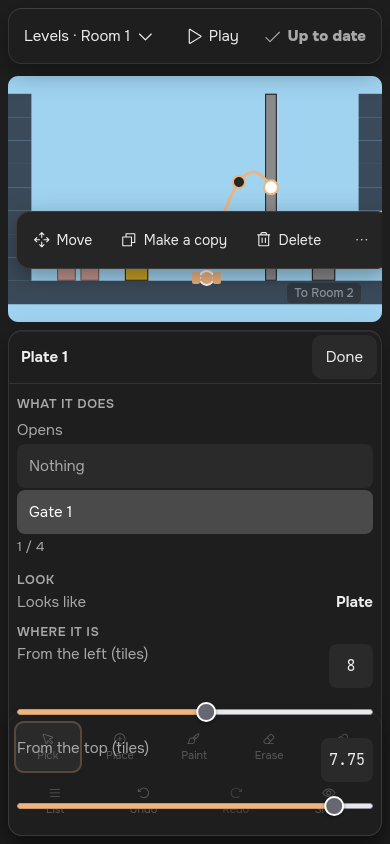 Levels · Room 1
Play
Up to date
Move
Make a copy
Delete
···
To Room 2
Plate 1
Done
WHAT IT DOES
Opens
Nothing
Gate 1
1 / 4
LOOK
Looks like
Plate
WHERE IT IS
From the left (tiles)
8
From the top (tiles)
7.75
Pick
Place
Paint
Erase
List
Undo
Redo